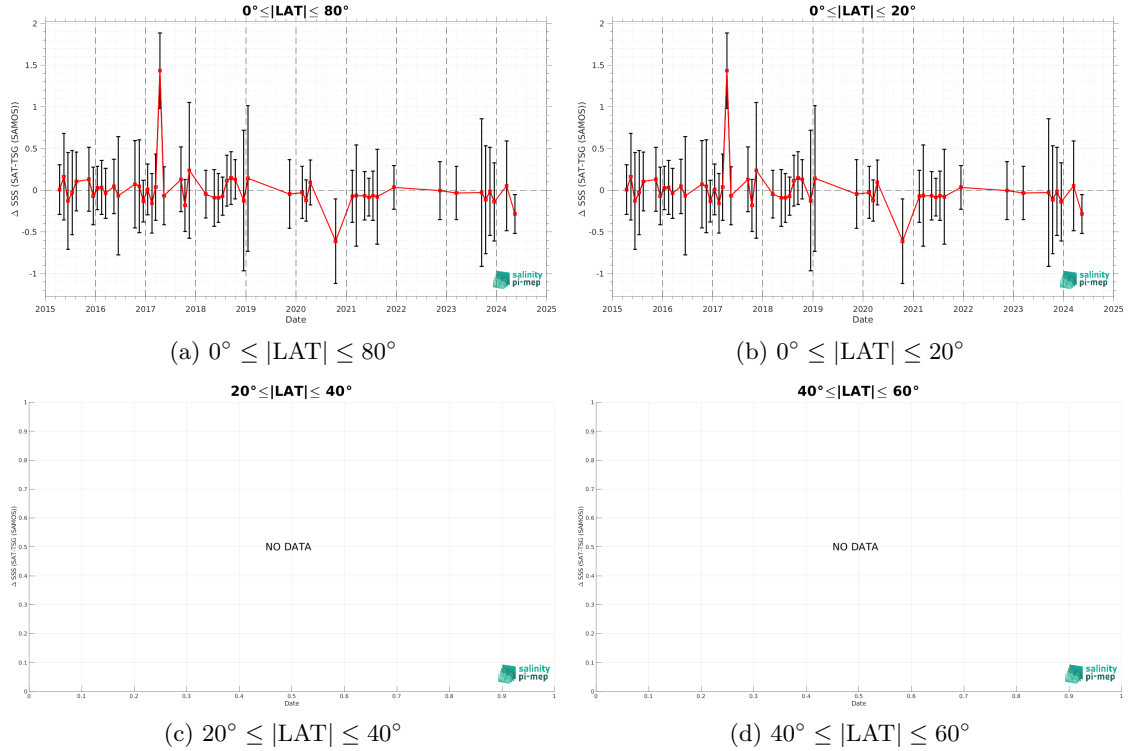 0°≤|LAT|≤ 80°
Δ SSS (SAT-TSG (SAMOS))
2
1.5
1
0.5
0
-0.5
-1
2015 2016 2017 2018 2019 2020 2021 2022 2023 2024 2025
Date
salinity
pi-mep
(a) 0° ≤ |LAT| ≤ 80°
0°≤|LAT|≤ 20°
Δ SSS (SAT-TSG (SAMOS))
2
1.5
1
0.5
0
-0.5
-1
2015 2016 2017 2018 2019 2020 2021 2022 2023 2024 2025
Date
salinity
pi-mep
(b) 0° ≤ |LAT| ≤ 20°
20°≤|LAT|≤ 40°
Δ SSS (SAT-TSG (SAMOS))
1
0.9
0.8
0.7
0.6
0.5
0.4
0.3
0.2
0.1
0
NO DATA
0 0.1 0.2 0.3 0.4 0.5 0.6 0.7 0.8 0.9 1
Date
salinity
pi-mep
(c) 20° ≤ |LAT| ≤ 40°
40°≤|LAT|≤ 60°
Δ SSS (SAT-TSG (SAMOS))
1
0.9
0.8
0.7
0.6
0.5
0.4
0.3
0.2
0.1
0
NO DATA
0 0.1 0.2 0.3 0.4 0.5 0.6 0.7 0.8 0.9 1
Date
salinity
pi-mep
(d) 40° ≤ |LAT| ≤ 60°